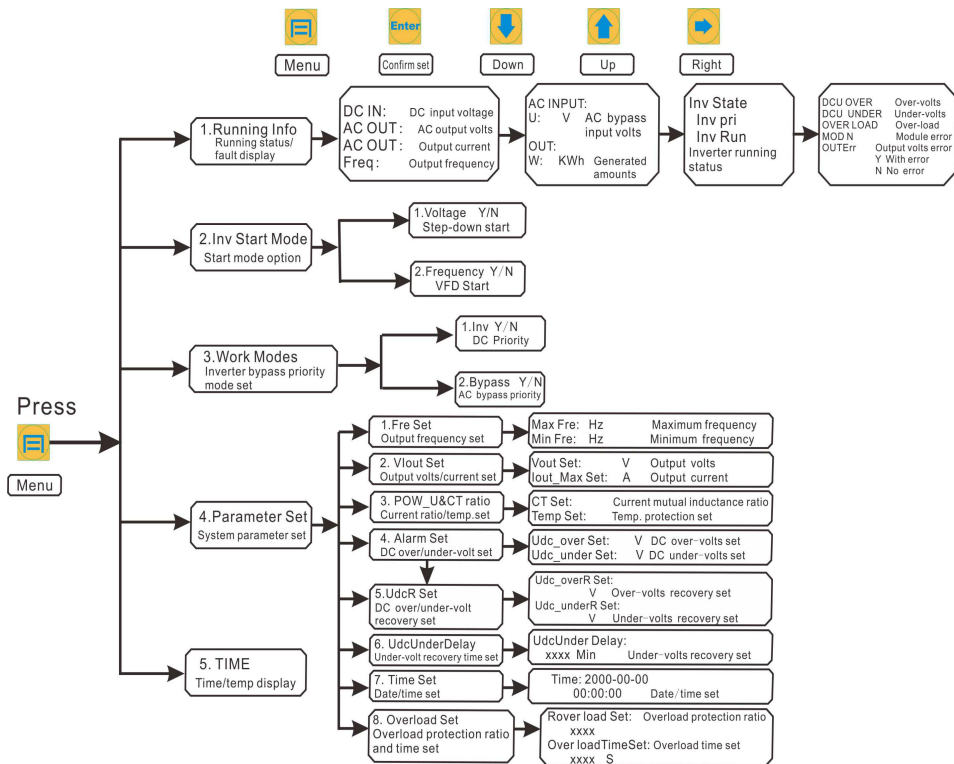 Enter
Menu
Confirm set
Down
Up
Right
Press
Menu
1.Running Info
Running status/
fault display
DC IN: DC input voltage
AC OUT: AC output volts
AC OUT: Output current
Freq: Output frequency
AC INPUT:
U: V AC bypass
input volts
OUT:
W: KWh Generated
amounts
Inv State
Inv pri
Inv Run
Inverter running
status
DCU OVER Over-volts
DCU UNDER Under-volts
OVER LOAD Over-load
MOD N Module error
OUTErr Output volts error
Y With error
N No error
2.Inv Start Mode
Start mode option
1.Voltage Y/N
Step-down start
2.Frequency Y/N
VFD Start
3.Work Modes
Inverter bypass priority
mode set
1.Inv Y/N
DC Priority
2.Bypass Y/N
AC bypass priority
4.Parameter Set
System parameter set
1.Fre Set
Output frequency set
Max Fre: Hz Maximum frequency
Min Fre: Hz Minimum frequency
2. VIout Set
Output volts/current set
Vout Set: V Output volts
Iout_Max Set: A Output current
3. POW_U&CT ratio
Current ratio/temp.set
CT Set: Current mutual inductance ratio
Temp Set: Temp. protection set
4. Alarm Set
DC over/under-volt set
Udc_over Set: V DC over-volts set
Udc_under Set: V DC under-volts set
5.UdcR Set
DC over/under-volt
recovery set
Udc_overR Set:
V Over-volts recovery set
Udc_underR Set:
V Under-volts recovery set
6. UdcUnderDelay
Under-volt recovery time set
UdcUnder Delay:
xxxx Min Under-volts recovery set
7. Time Set
Date/time set
Time: 2000-00-00
00:00:00 Date/time set
8. Overload Set
Overload protection ratio
and time set
Rover load Set: Overload protection ratio
xxxx
Over loadTimeSet: Overload time set
xxxx S
5. TIME
Time/temp display